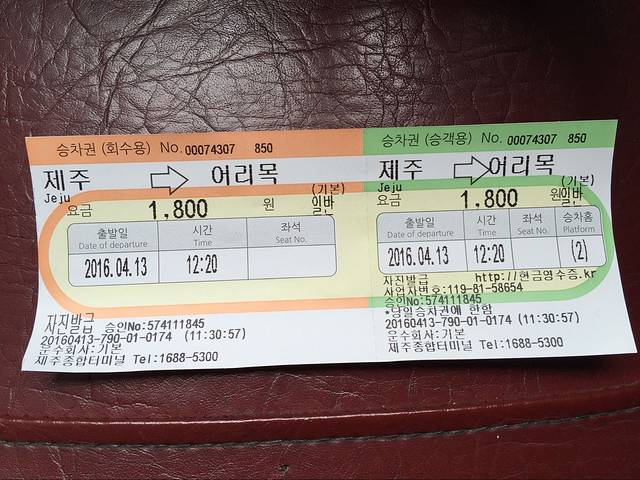 승차권 (회수용) No. 00074307 850
제주 어리목
Jeju (기본)
요금 1,800 원 일반
출발일 시간 좌석
Date of departure Time Seat No.
2016.04.13 12:20
자진발급 승인No:574111845
20160413-790-01-0174 (11:30:57)
운수회사:기본
제주종합터미널 Tel:1688-5300
승차권 (승객용) No. 00074307 850
제주 어리목
Jeju (기본)
요금 1,800 원 일반
출발일 시간 좌석 승차홈
Date of departure Time Seat No. Platform
2016.04.13 12:20 (2)
자진발급 http://현금영수증.kr
사업자번호:119-81-58654
승인No:574111845
*당일승차권에 한함
20160413-790-01-0174 (11:30:57)
운수회사:기본
제주종합터미널 Tel:1688-5300